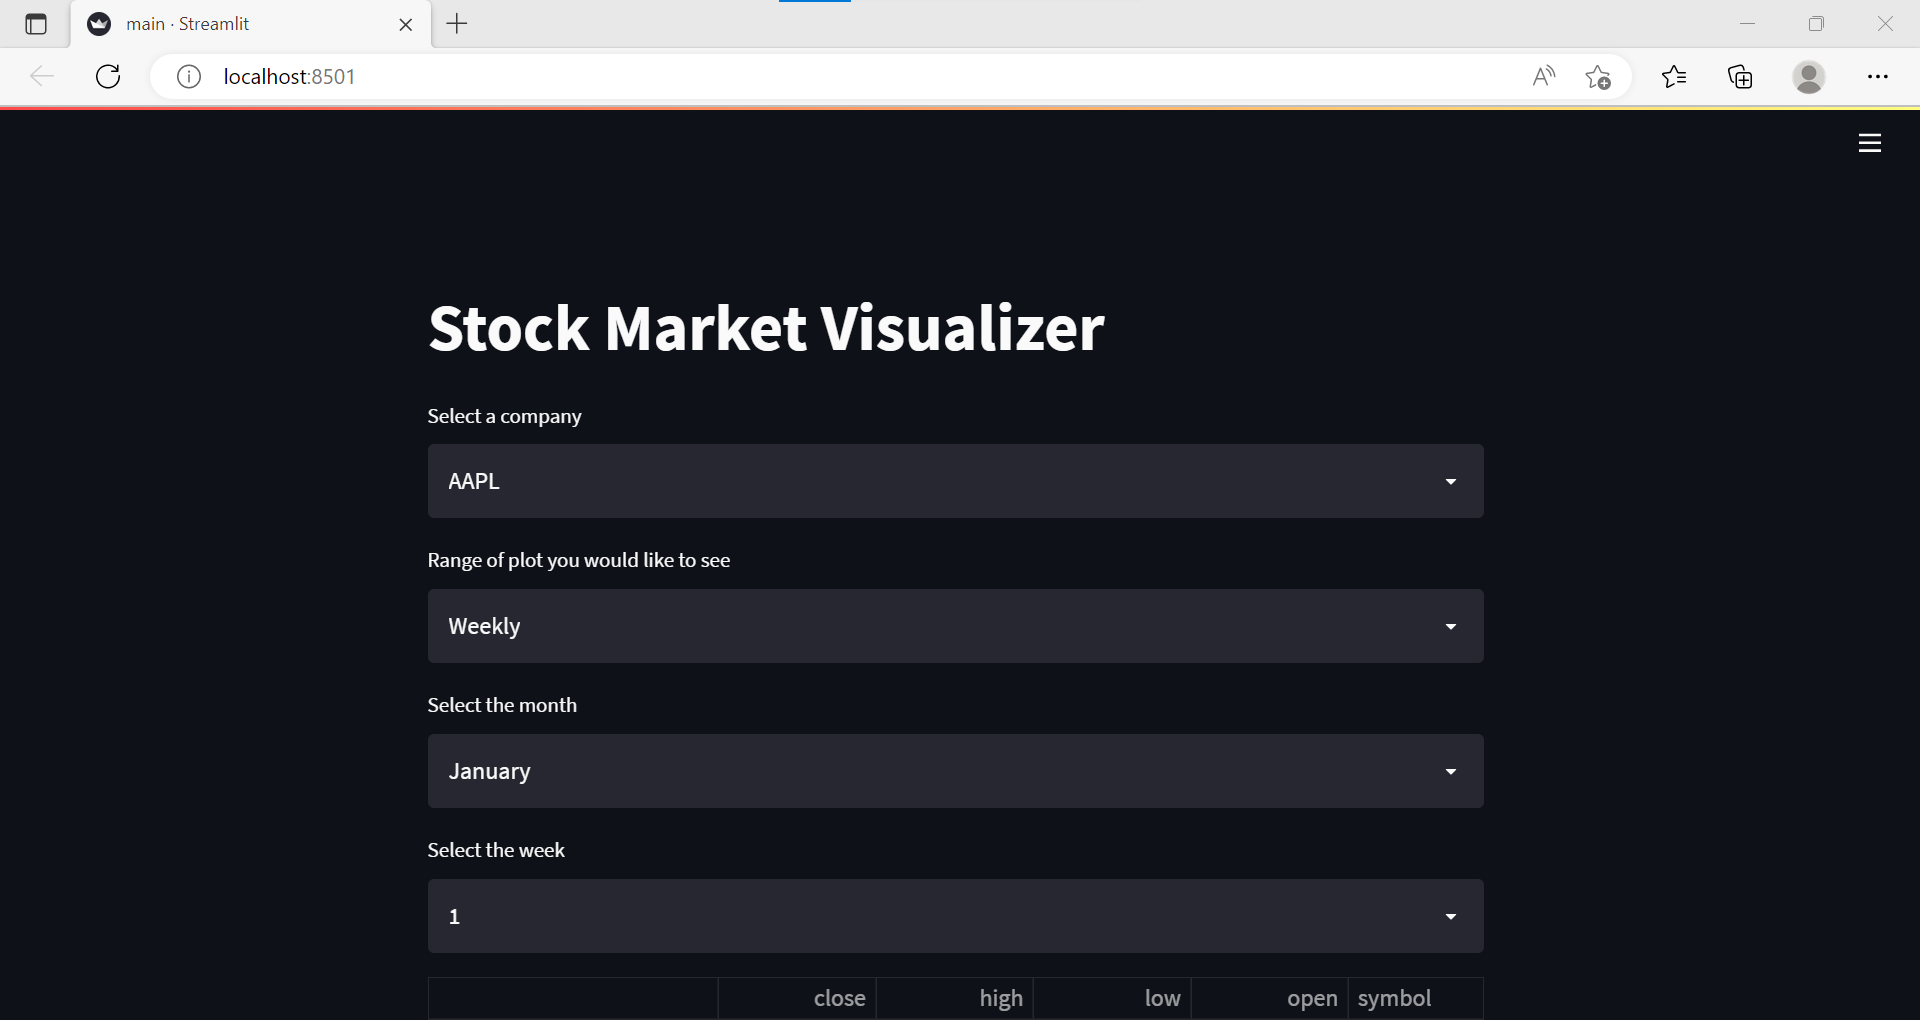 main · Streamlit
localhost:8501
Stock Market Visualizer
Select a company
AAPL
Range of plot you would like to see
Weekly
Select the month
January
Select the week
1
close high low open symbol